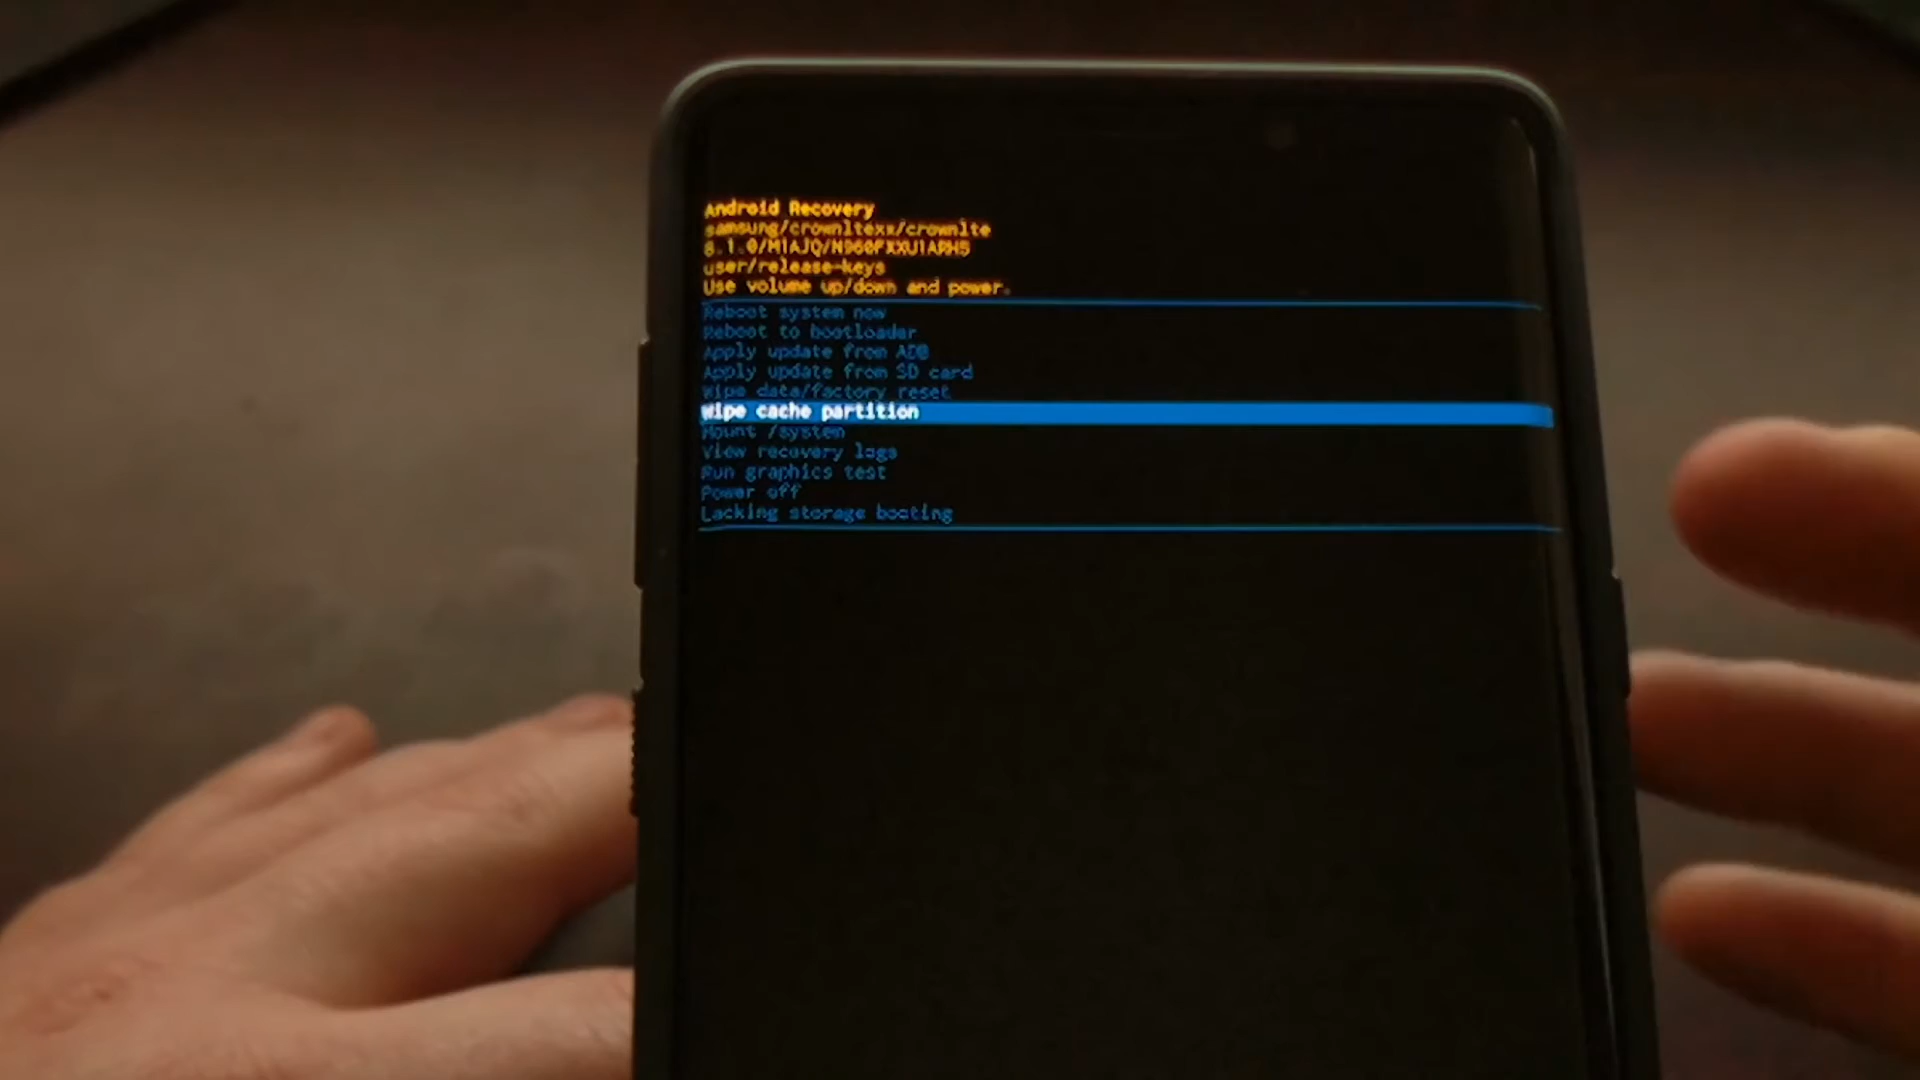 Android Recovery
samsung/crownltexx/crownlte
8.1.0/M1AJQ/N960FXXU1ARH5
user/release-keys
Use volume up/down and power.
Reboot system now
Reboot to bootloader
Apply update from ADB
Apply update from SD card
Wipe data/factory reset
Wipe cache partition
Mount /system
View recovery logs
Run graphics test
Power off
Lacking storage booting